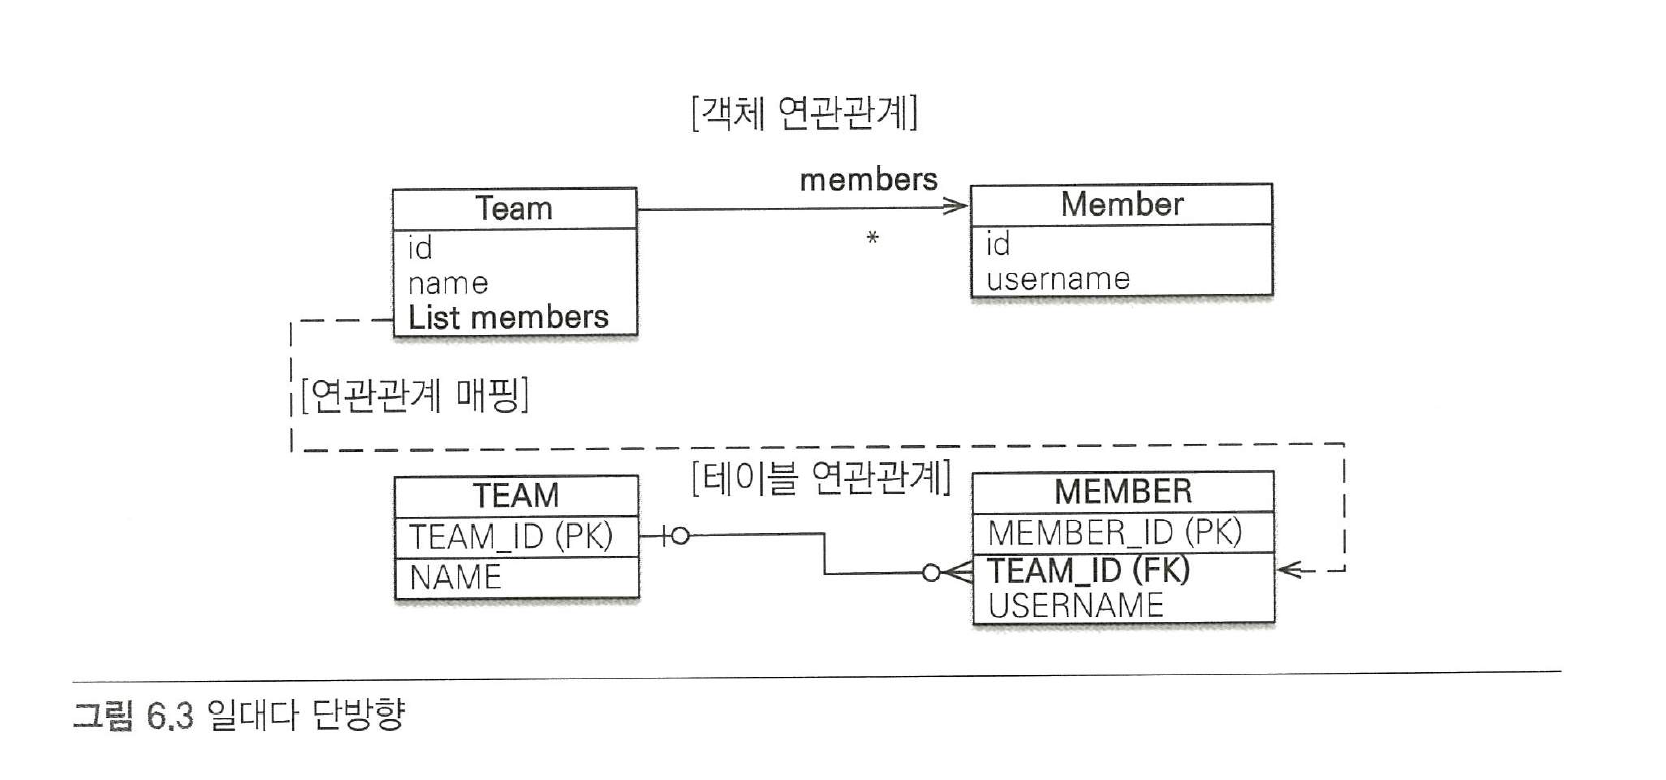 [객체 연관관계]
members
Team
Member
*
id
name
List members
id
username
[연관관계 매핑]
[테이블 연관관계]
TEAM
TEAM_ID (PK)
NAME
MEMBER
MEMBER_ID (PK)
TEAM_ID (FK)
USERNAME
그림 6.3 일대다 단방향